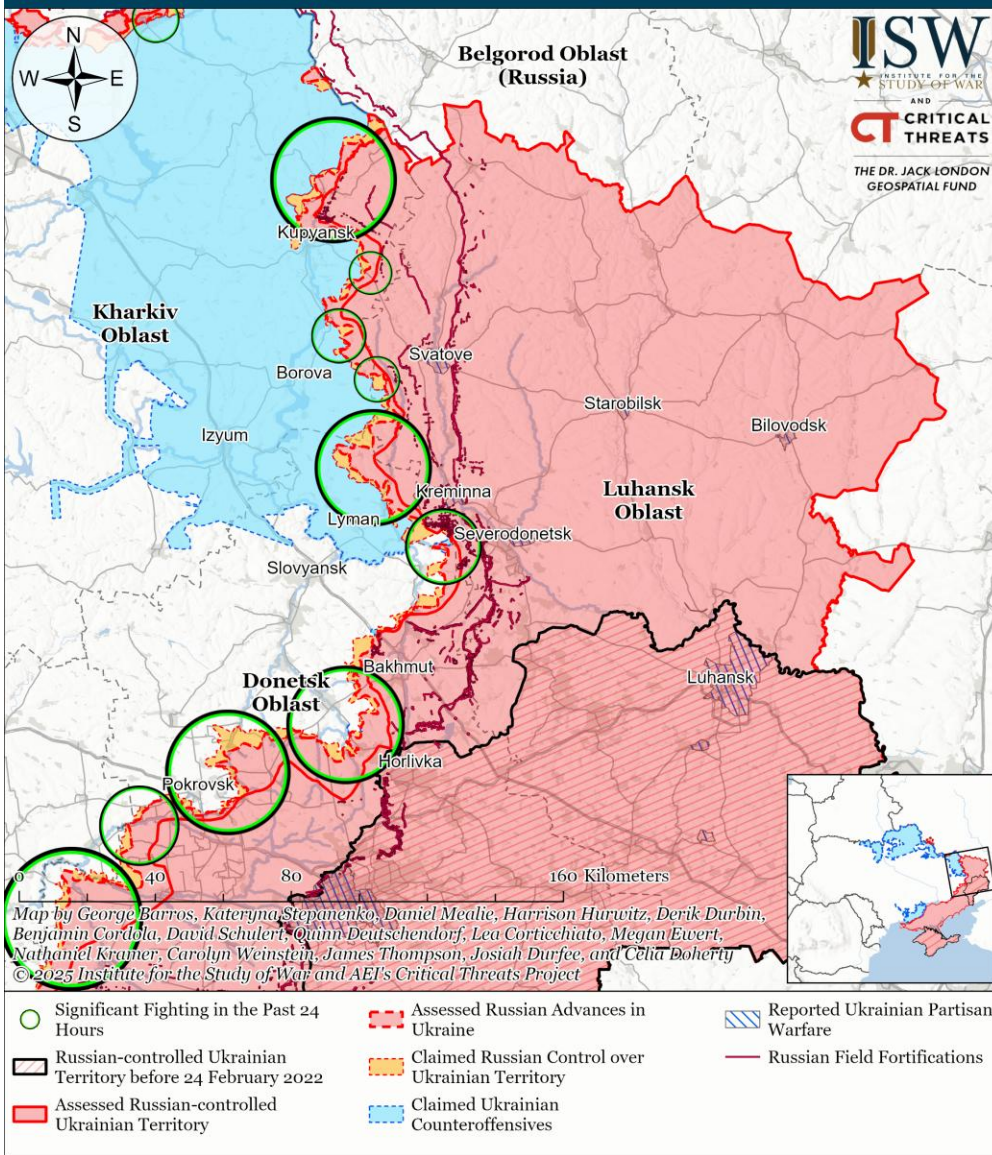 N
W
E
S
Belgorod Oblast
(Russia)
ISW
INSTITUTE FOR THE
STUDY OF WAR
AND
CT CRITICAL
THREATS
THE DR. JACK LONDON
GEOSPATIAL FUND
Kupyansk
Kharkiv
Oblast
Svatove
Borova
Starobilsk
Bilovodsk
Izyum
Kreminna
Luhansk
Oblast
Lyman
Severodonetsk
Slovyansk
Bakhmut
Luhansk
Donetsk
Oblast
Horlivka
Pokrovsk
0 40 80 160 Kilometers
Map by George Barros, Kateryna Stepanenko, Daniel Mealie, Harrison Hurwitz, Derik Durbin,
Benjamin Cordola, David Schulert, Quinn Deutschendorf, Lea Corticchiato, Megan Ewert,
Nathaniel Kramer, Carolyn Weinstein, James Thompson, Josiah Durfee, and Celia Doherty
© 2025 Institute for the Study of War and AEI's Critical Threats Project
Significant Fighting in the Past 24
Hours
Russian-controlled Ukrainian
Territory before 24 February 2022
Assessed Russian-controlled
Ukrainian Territory
Assessed Russian Advances in
Ukraine
Claimed Russian Control over
Ukrainian Territory
Claimed Ukrainian
Counteroffensives
Reported Ukrainian Partisan
Warfare
Russian Field Fortifications